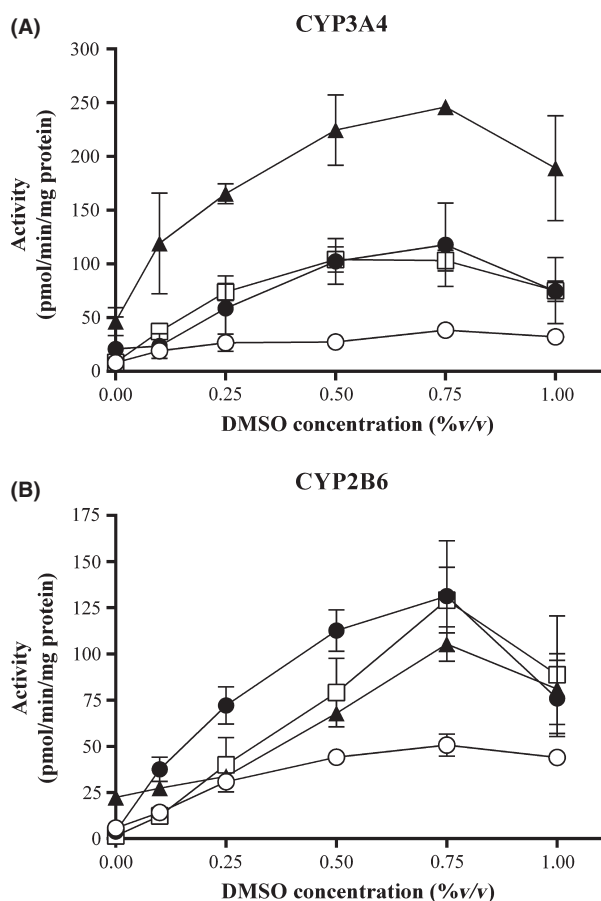 (A)
CYP3A4
Activity
(pmol/min/mg protein)
300
250
200
150
100
50
0
0.00 0.25 0.50 0.75 1.00
DMSO concentration (%v/v)
(B)
CYP2B6
Activity
(pmol/min/mg protein)
175
150
125
100
75
50
25
0
0.00 0.25 0.50 0.75 1.00
DMSO concentration (%v/v)